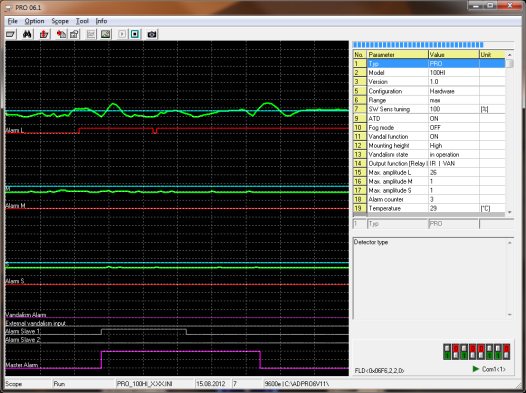 PRO 06.1
File Option Scope Tool Info
No. Parameter Value Unit
1 Typ PRO
2 Model 100HI
3 Version 1.0
5 Configuration Hardware
6 Range max
7 SW Sens tuning 100 [%]
9 ATD ON
10 Fog mode OFF
11 Vandal function ON
12 Mounting height High
13 Vandalism state in operation
14 Output function [Relay I IR I VAN
15 Max. amplitude L 26
16 Max. amplitude M 1
17 Max. amplitude S 1
18 Alarm counter 3
19 Temperature 29 [°C]
1 Typ PRO
Detector type
Alarm L
M
Alarm M
S
Alarm S
Vandalism Alarm
External vandalism input
Alarm Slave 1
Alarm Slave 2
Master Alarm
FLD<0x06F6,2,2,0>
Com1<1>
Scope Run PRO_100HI_XXX.INI 15.08.2012 7 9600e (C:\ADPRO6V11\